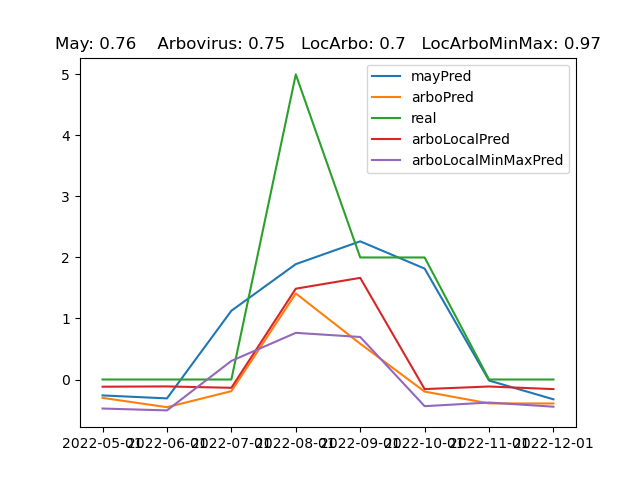 May: 0.76    Arbovirus: 0.75   LocArbo: 0.7   LocArboMinMax: 0.97
5
4
3
2
1
0
mayPred
arboPred
real
arboLocalPred
arboLocalMinMaxPred
2022-05-01 2022-06-01 2022-07-01 2022-08-01 2022-09-01 2022-10-01 2022-11-01 2022-12-01